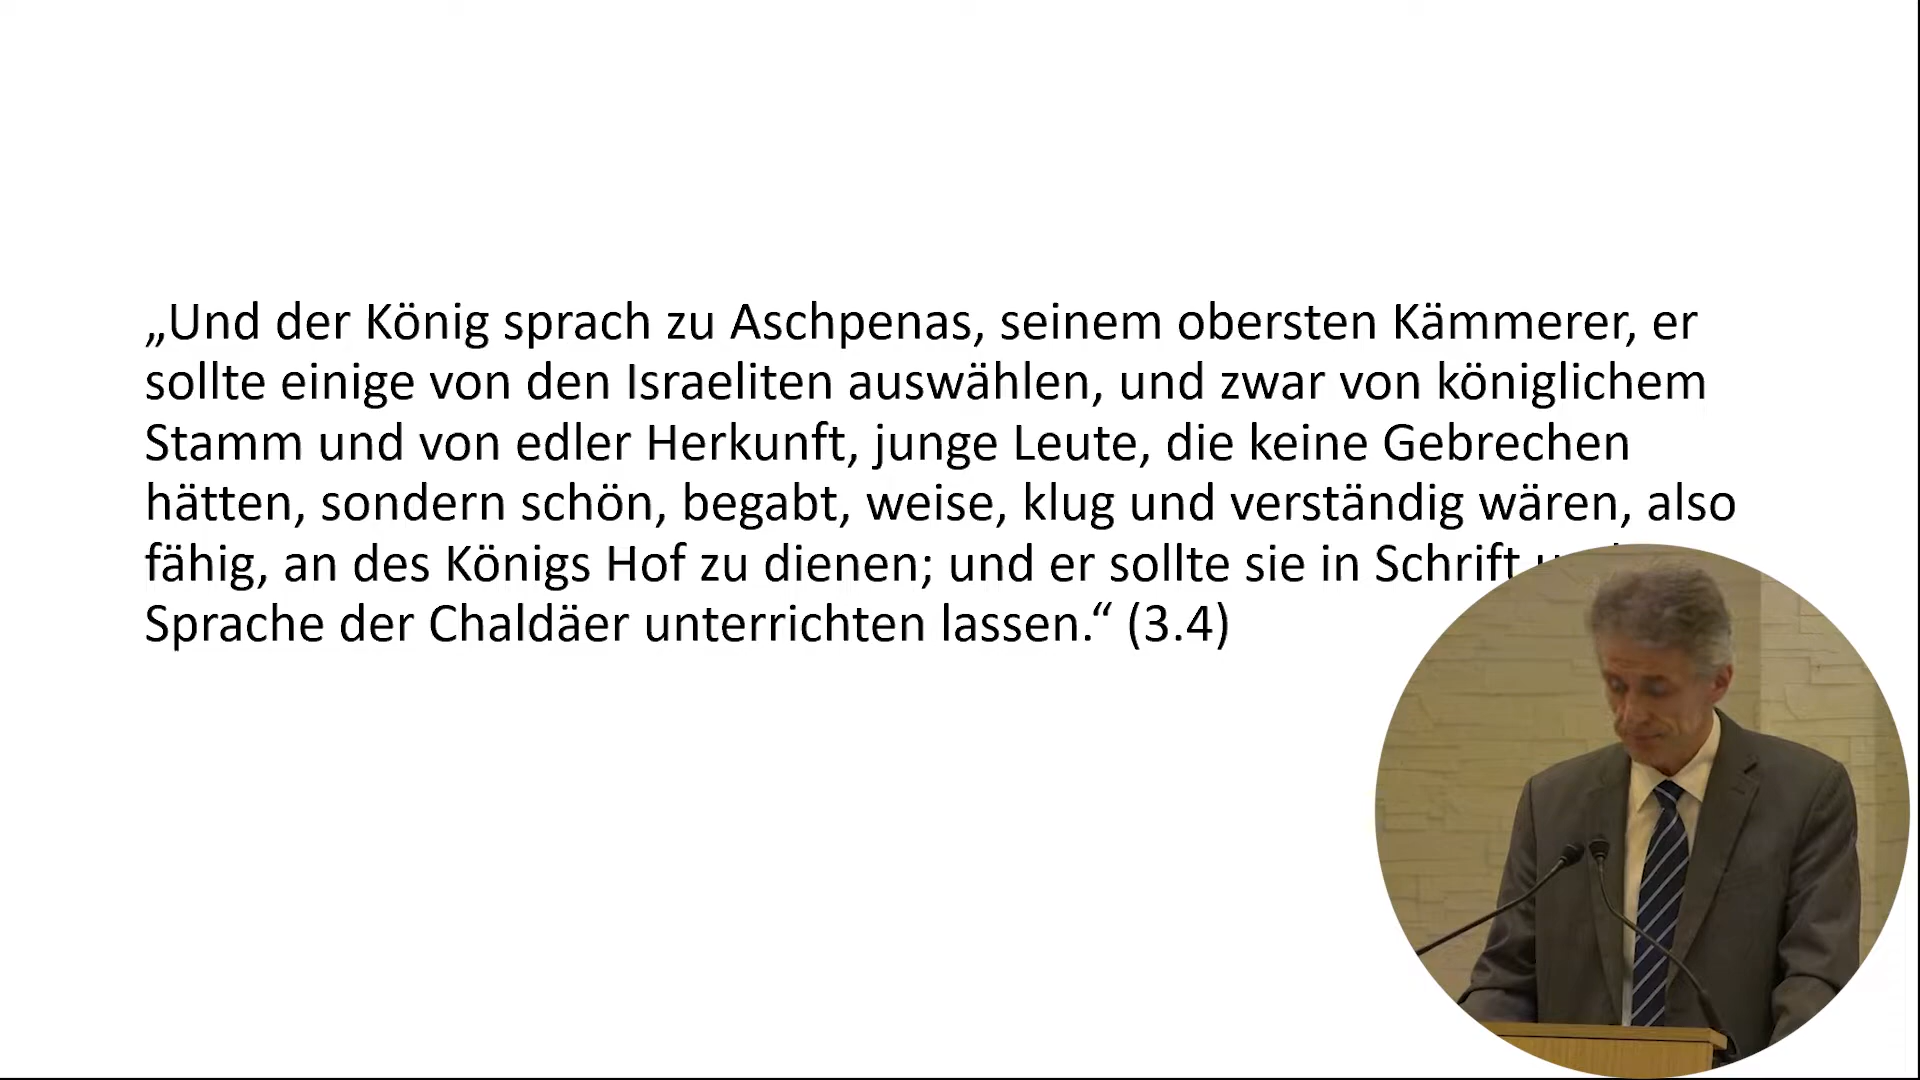 „Und der König sprach zu Aschpenas, seinem obersten Kämmerer, er
sollte einige von den Israeliten auswählen, und zwar von königlichem
Stamm und von edler Herkunft, junge Leute, die keine Gebrechen
hätten, sondern schön, begabt, weise, klug und verständig wären, also
fähig, an des Königs Hof zu dienen; und er sollte sie in Schrift
Sprache der Chaldäer unterrichten lassen.“ (3.4)